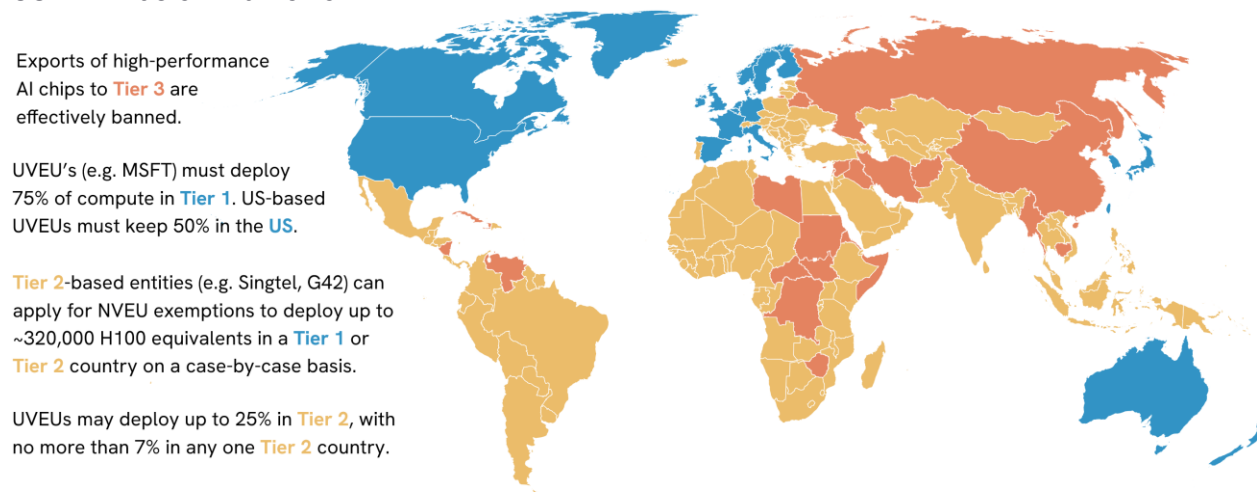 Exports of high-performance
AI chips to Tier 3 are
effectively banned.
UVEU's (e.g. MSFT) must deploy
75% of compute in Tier 1. US-based
UVEUs must keep 50% in the US.
Tier 2-based entities (e.g. Singtel, G42) can
apply for NVEU exemptions to deploy up to
~320,000 H100 equivalents in a Tier 1 or
Tier 2 country on a case-by-case basis.
UVEUs may deploy up to 25% in Tier 2, with
no more than 7% in any one Tier 2 country.